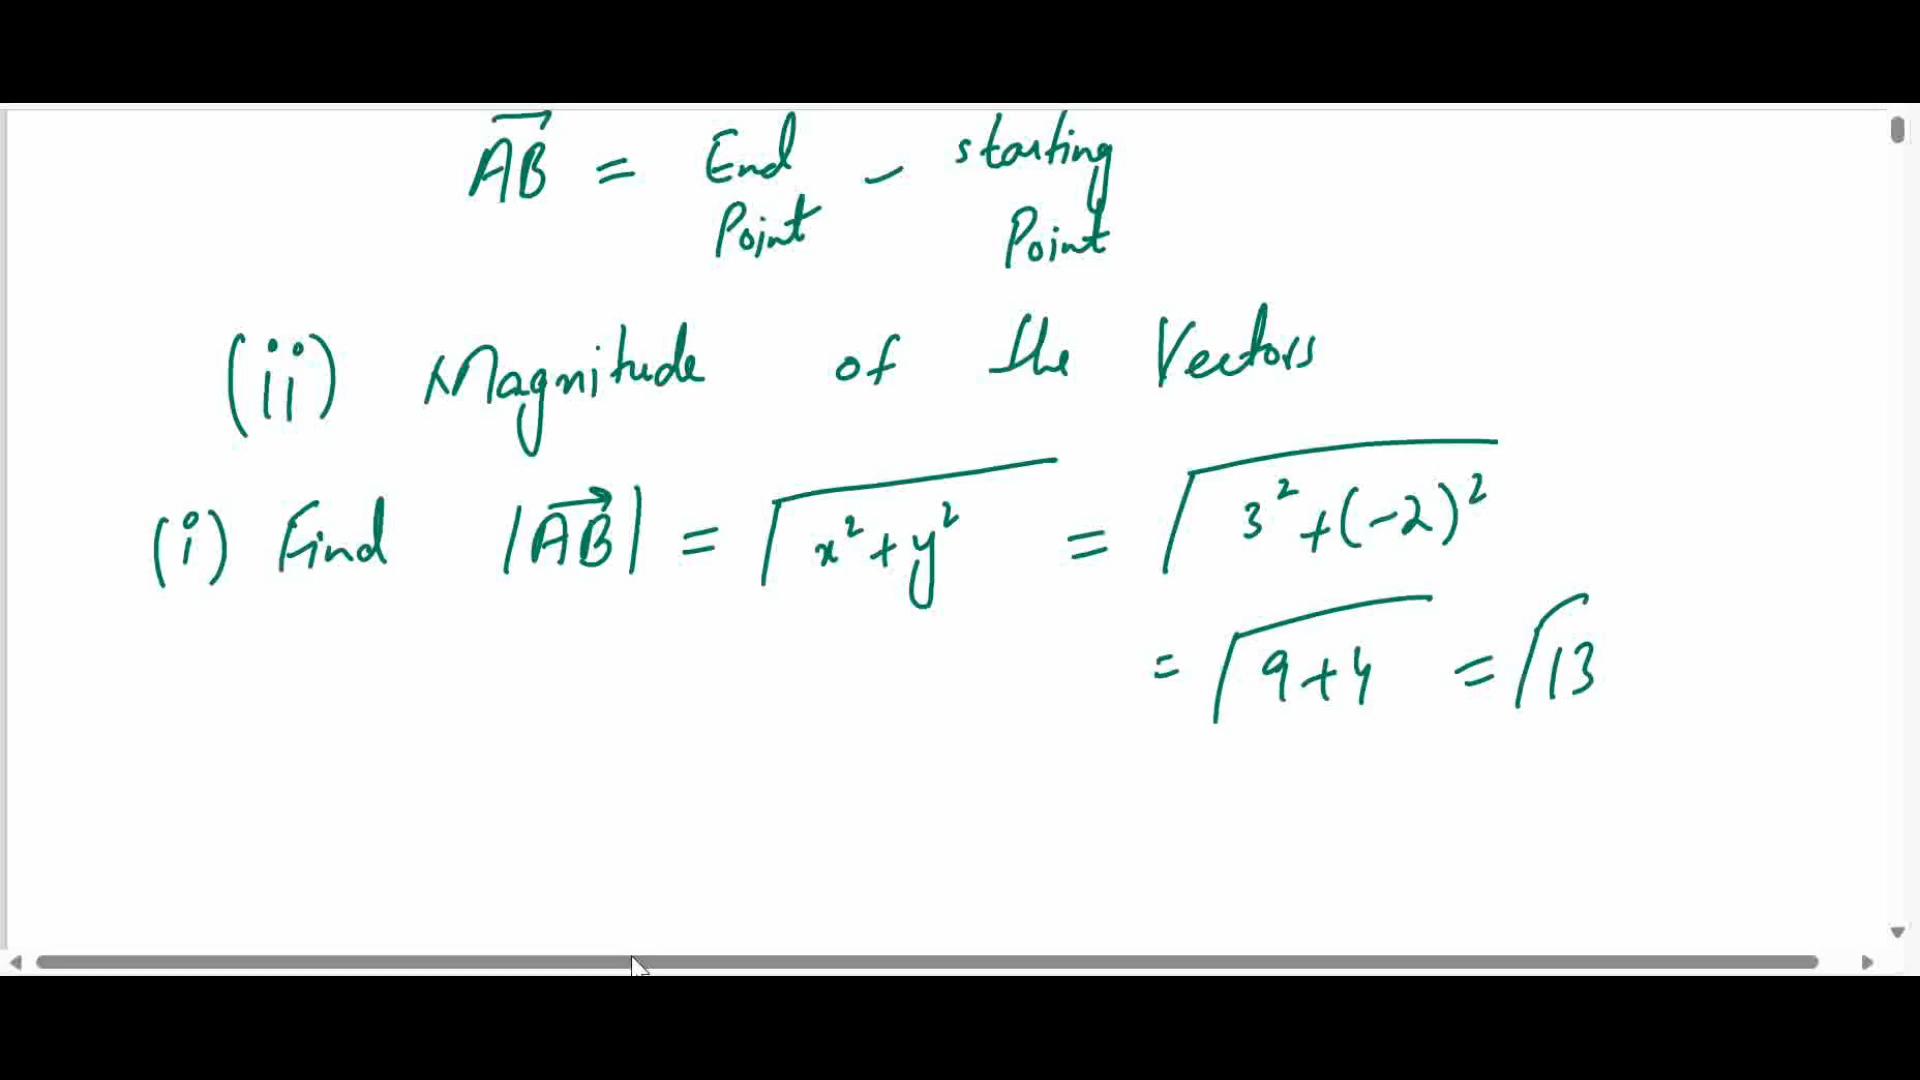 AB = End Point - starting Point
(ii) Magnitude of the Vectors
(i) Find |AB| = √x²+y² = √3²+(-2)²
= √9+4 = √13